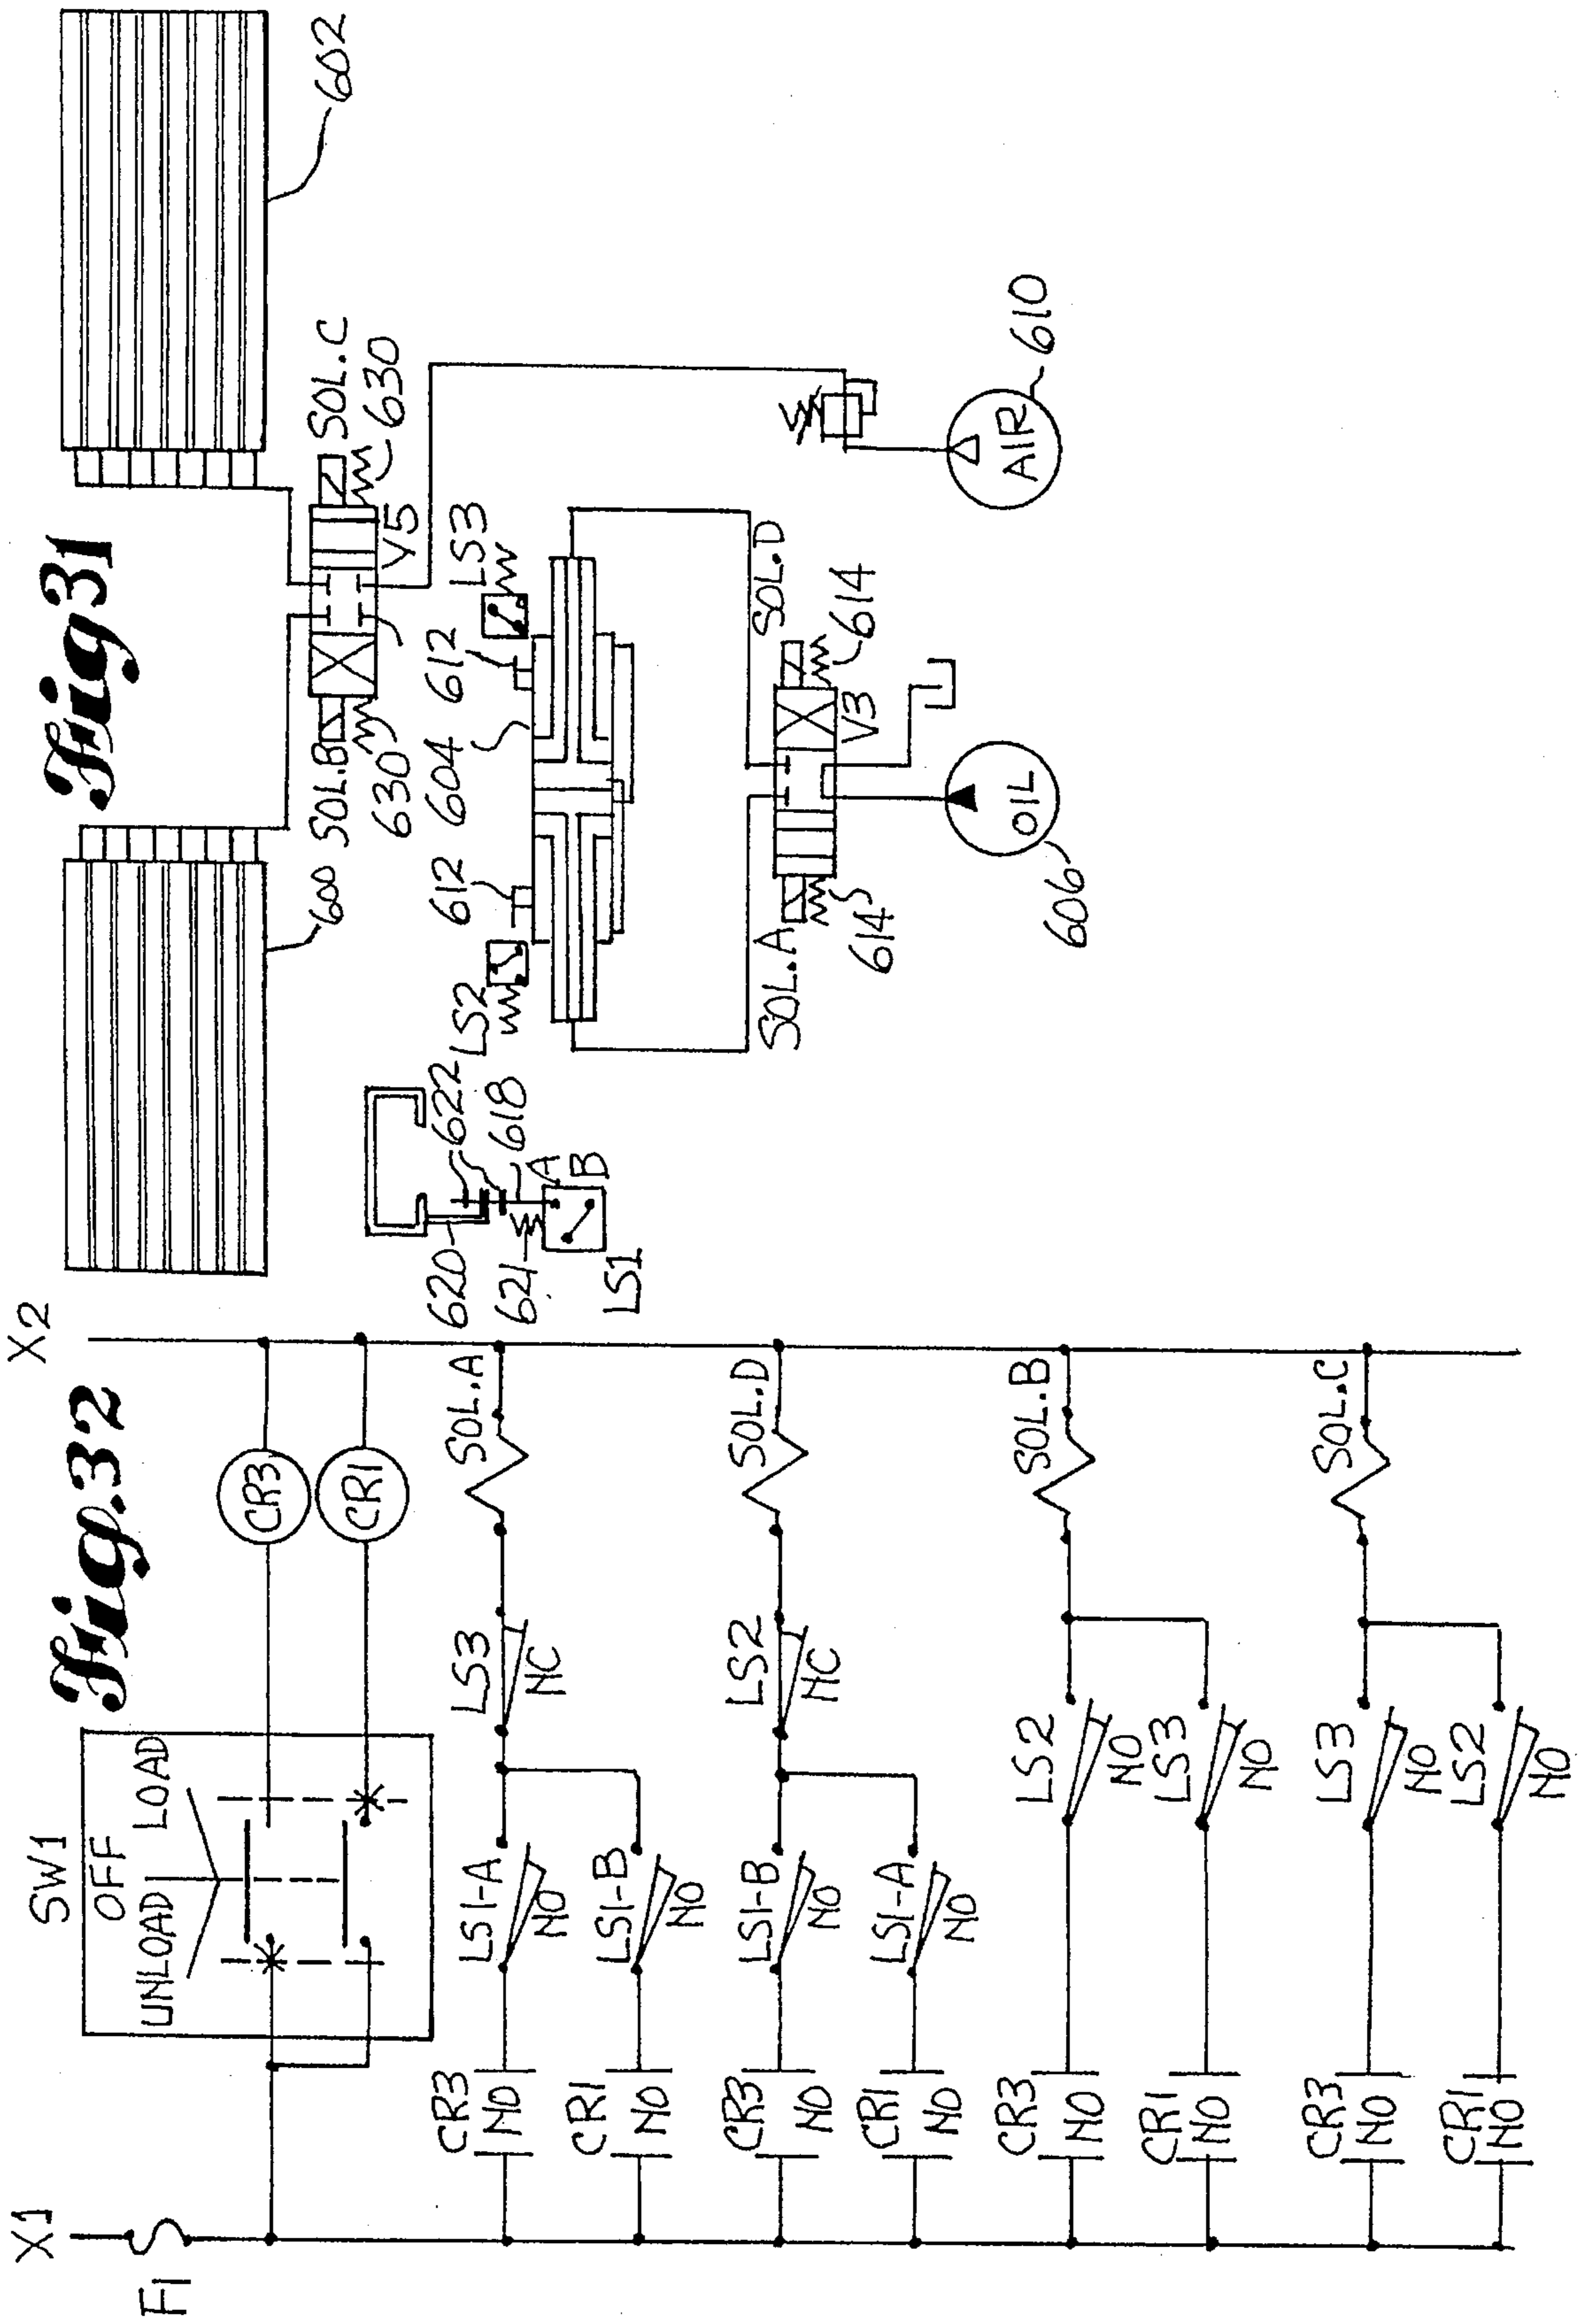 Fig 31
602
SOL.C
630
V5
SOL.B
630
600
LS3
612
604
612
LS2
622
618
A
B
620
621
LS1
SOL.D
614
V3
SOL.A
614
OIL
606
AIR
610
Fig.32
X1
X2
F1
SW1
OFF
UNLOAD
LOAD
CR3
CR1
CR3
NO
LS1-A
NO
LS3
NC
SOL.A
CR1
NO
LS1-B
NO
CR3
NO
LS1-B
NO
LS2
NC
SOL.D
CR1
NO
LS1-A
NO
CR3
NO
LS2
NO
SOL.B
CR1
NO
LS3
NO
CR3
NO
LS3
NO
SOL.C
CR1
NO
LS2
NO